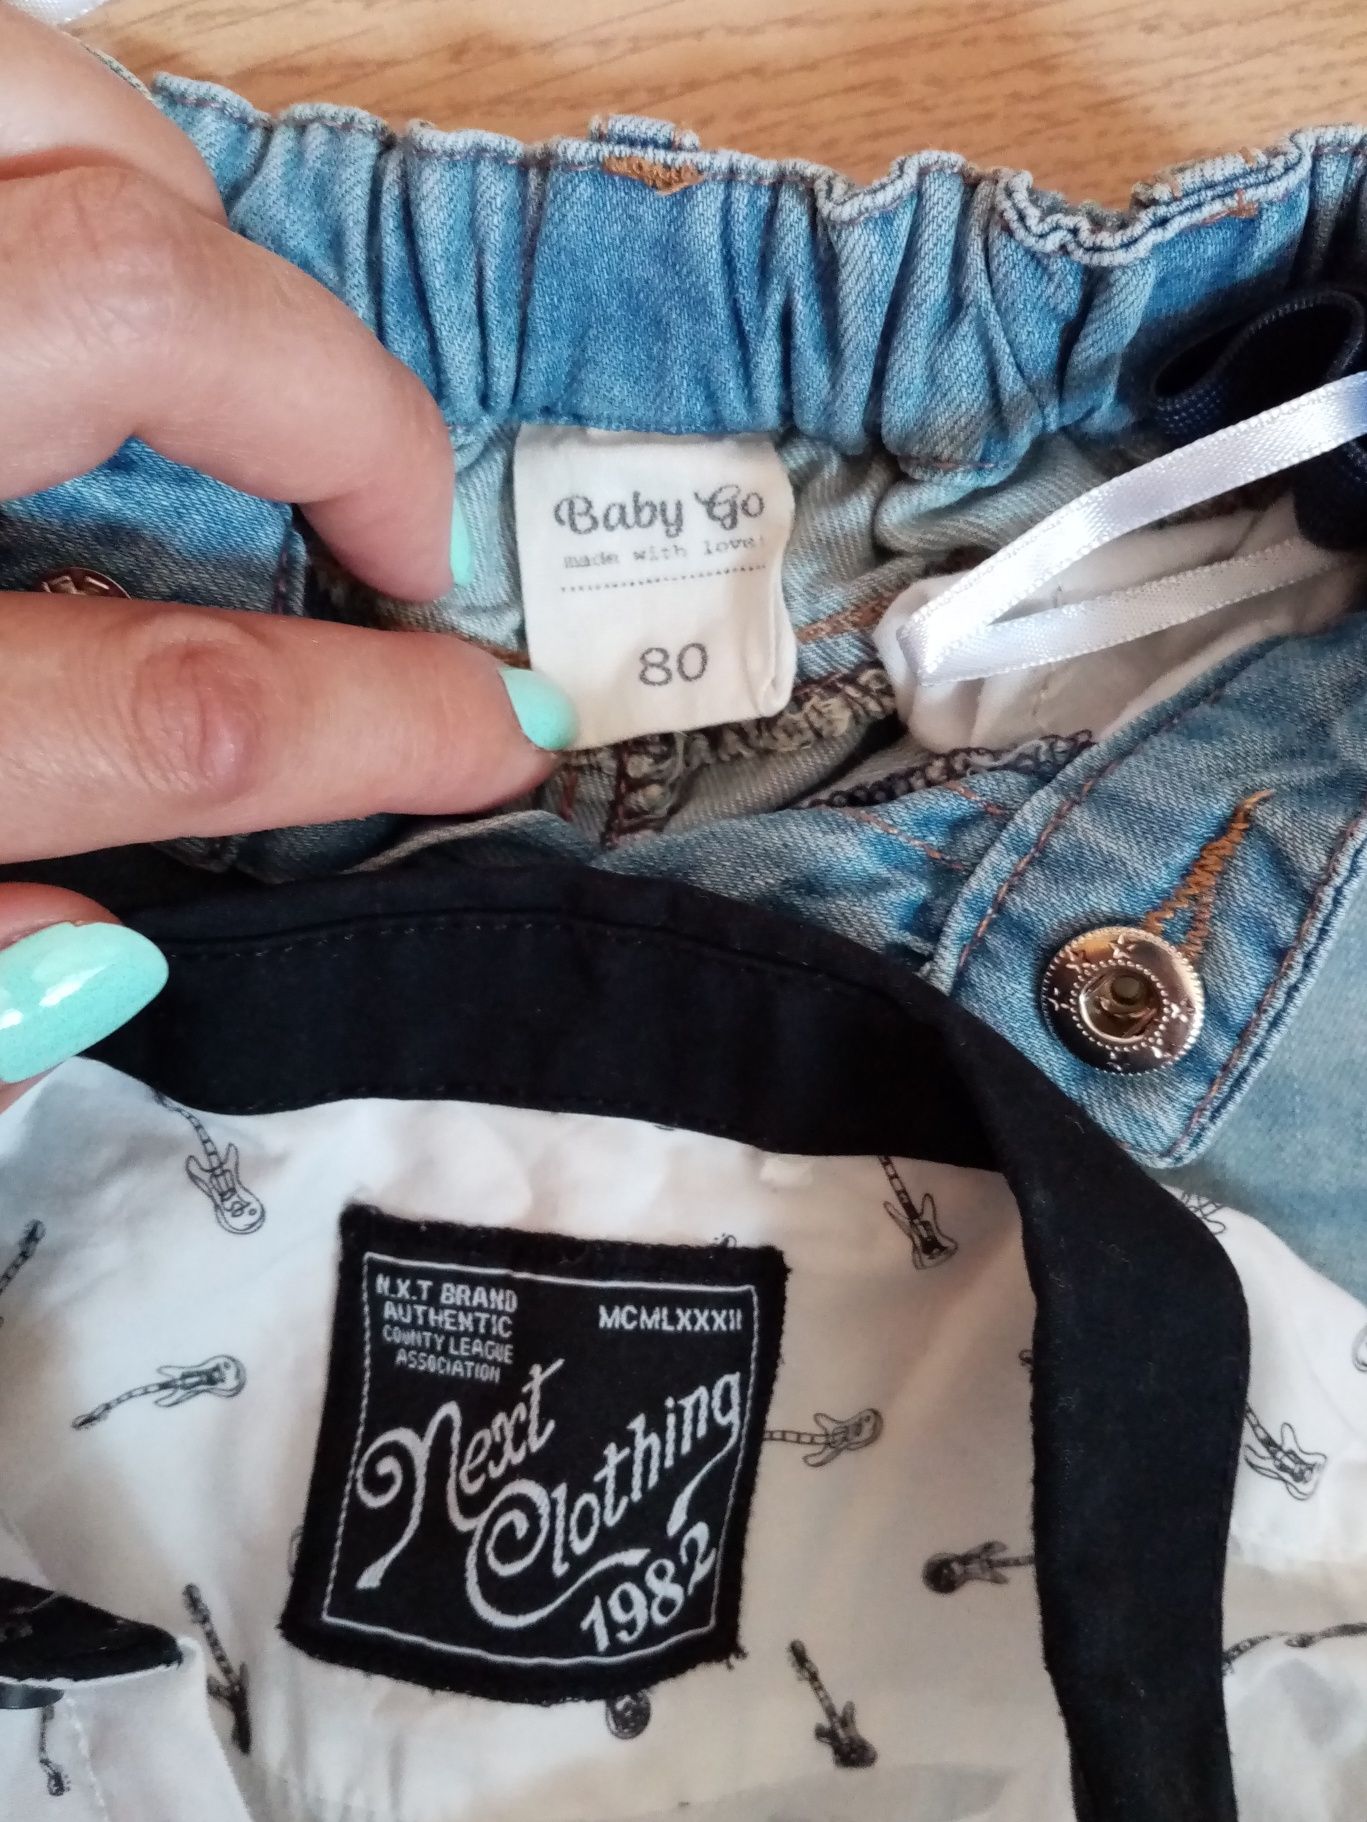 Baby Go
made with love!
80
N.X.T BRAND
AUTHENTIC
COUNTY LEAGUE
ASSOCIATION
MCMLXXXII
Next
Clothing
1982